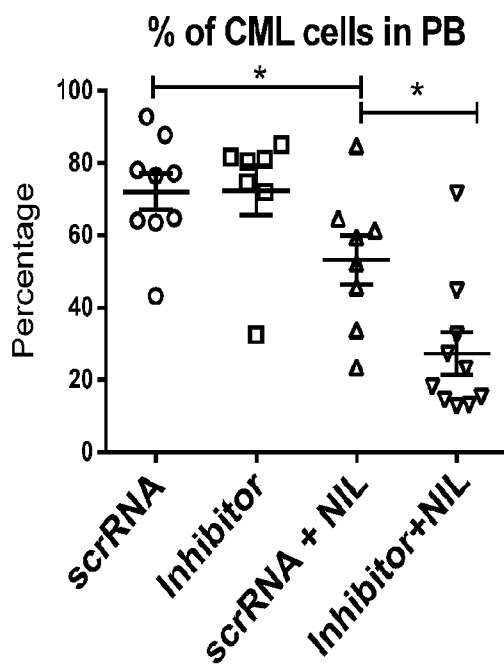 % of CML cells in PB
* *
100
80
60
40
20
0
Percentage
scrRNA
Inhibitor
scrRNA + NIL
Inhibitor+NIL